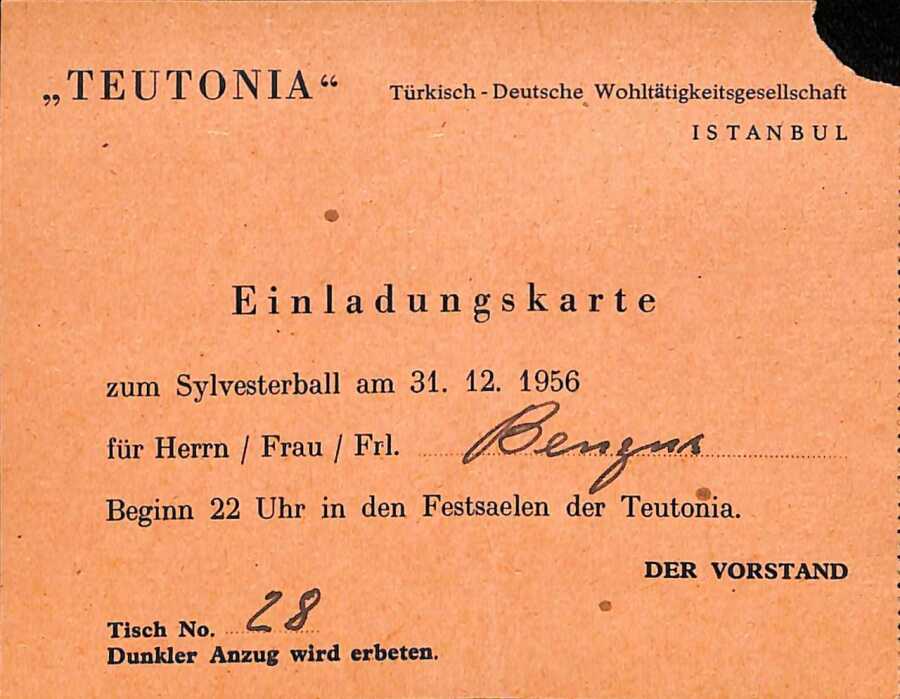 „TEUTONIA“ Türkisch - Deutsche Wohltätigkeitsgesellschaft
ISTANBUL
Einladungskarte
zum Sylvesterball am 31. 12. 1956
für Herrn / Frau / Frl. Bengur
Beginn 22 Uhr in den Festsaelen der Teutonia.
DER VORSTAND
Tisch No. 28
Dunkler Anzug wird erbeten.